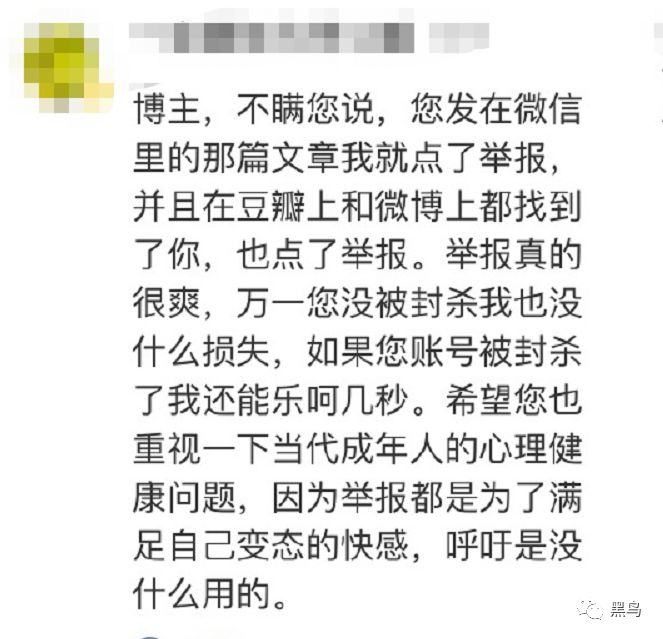 博主，不瞒您说，您发在微信
里的那篇文章我就点了举报，
并且在豆瓣上和微博上都找到
了你，也点了举报。举报真的
很爽，万一您没被封杀我也没
什么损失，如果您账号被封杀
了我还能乐呵几秒。希望您也
重视一下当代成年人的心理健
康问题，因为举报都是为了满
足自己变态的快感，呼吁是没
什么用的。
黑鸟